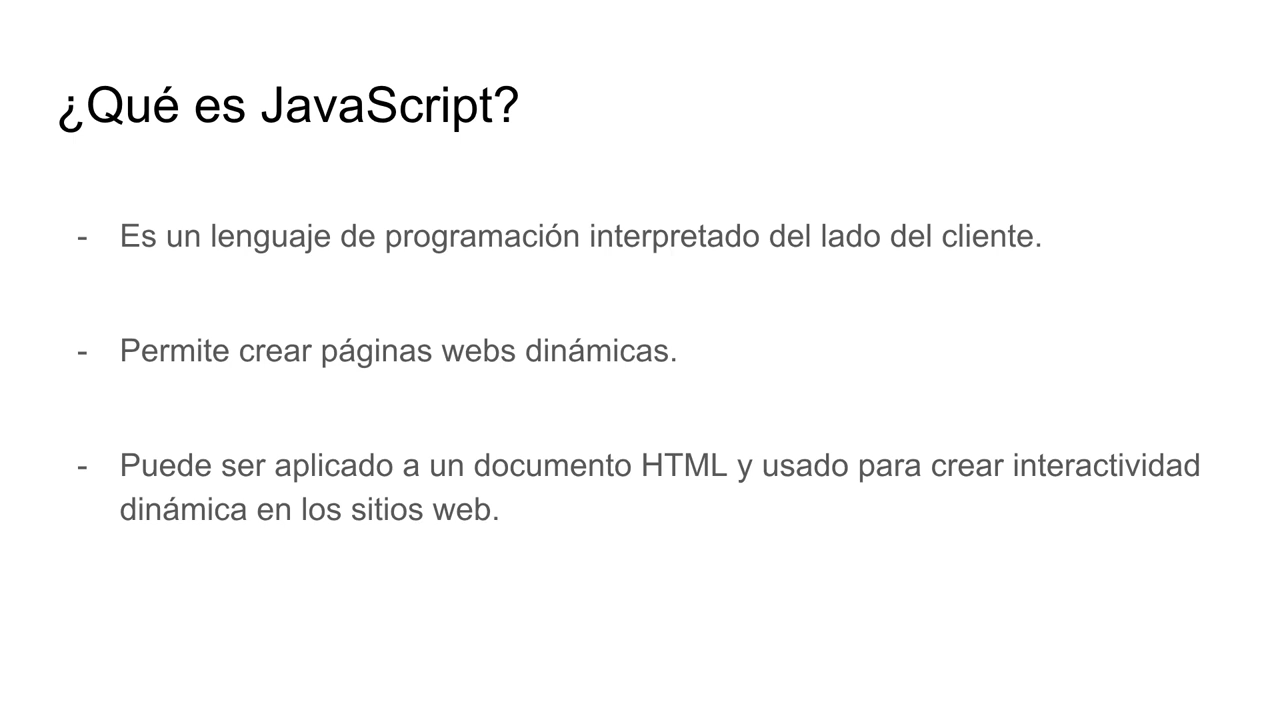 ¿Qué es JavaScript?
- Es un lenguaje de programación interpretado del lado del cliente.
- Permite crear páginas webs dinámicas.
- Puede ser aplicado a un documento HTML y usado para crear interactividad
dinámica en los sitios web.